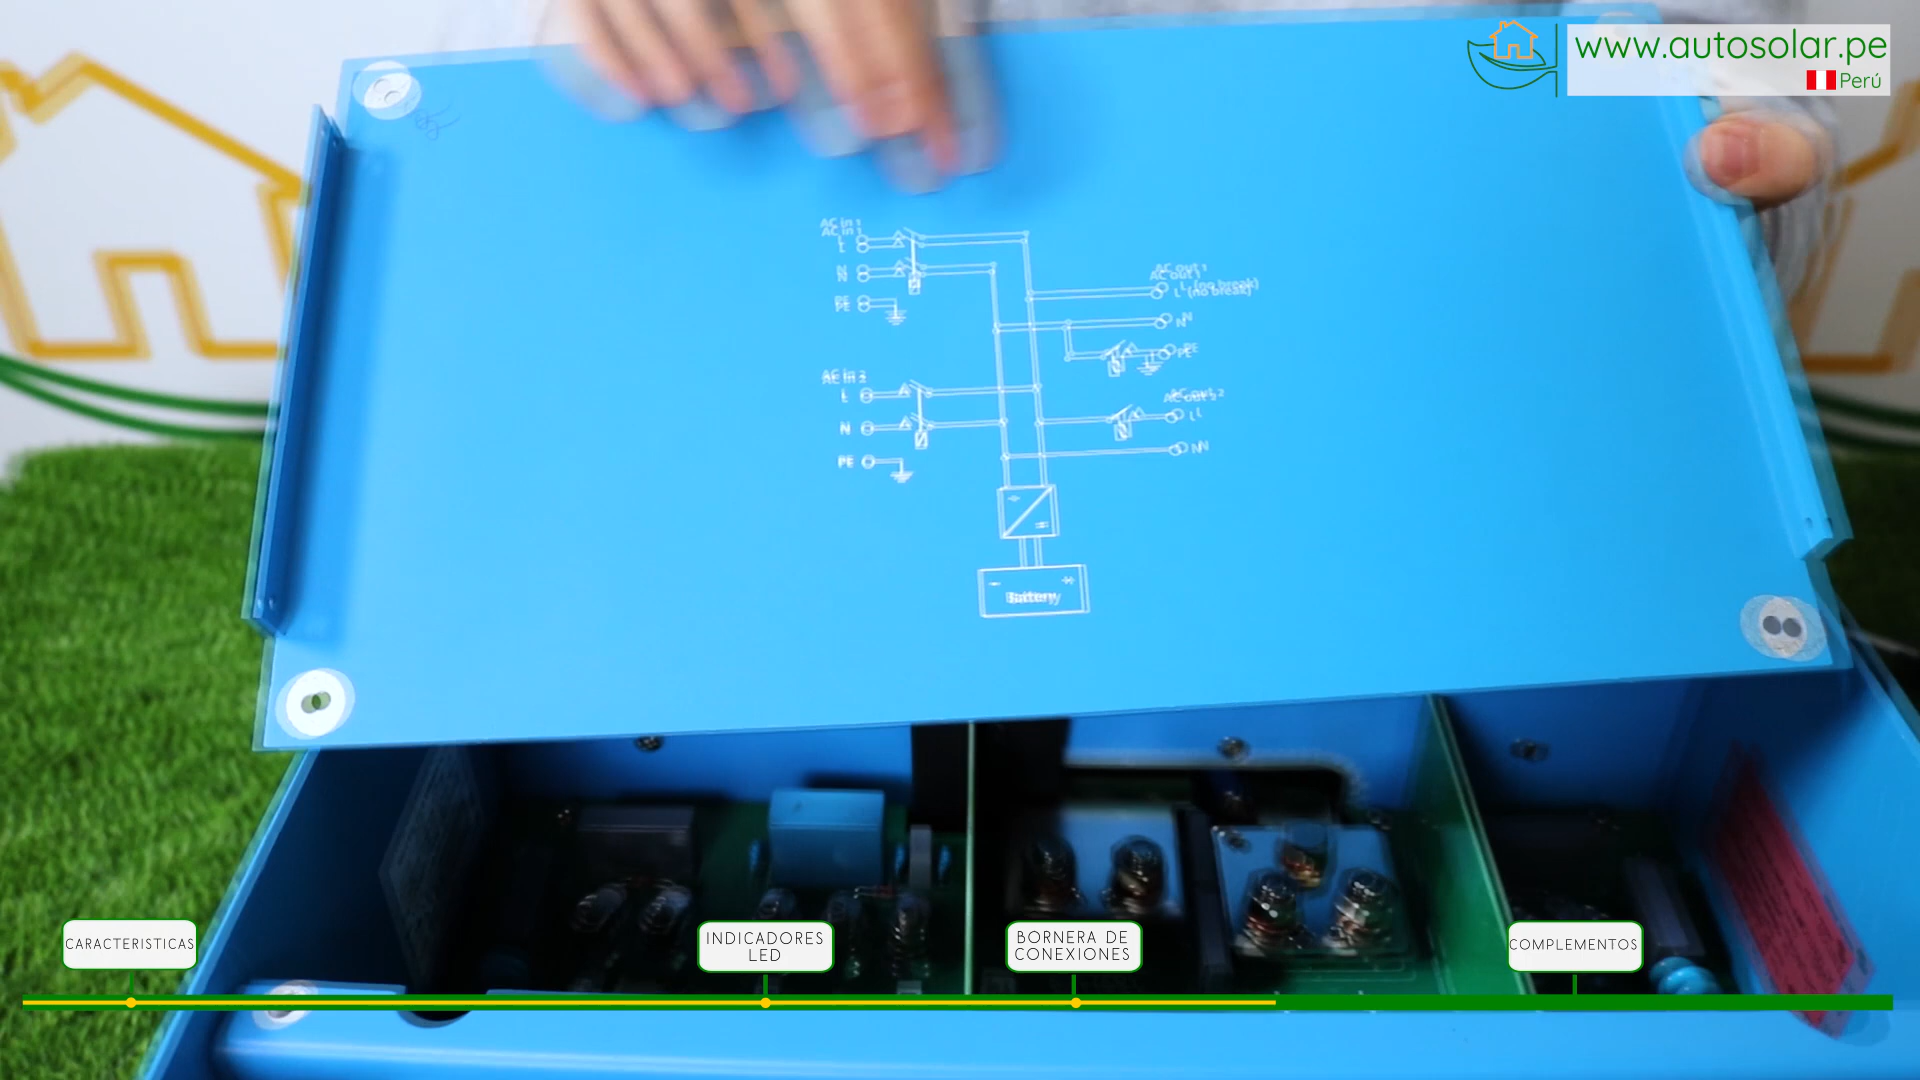 www.autosolar.pe
Perú
AC in 1
L
N
PE
AC out 1
L (no break)
N
PE
AC in 2
L
N
PE
AC out 2
L
N
Battery
CARACTERISTICAS
INDICADORES
LED
BORNERA DE
CONEXIONES
COMPLEMENTOS